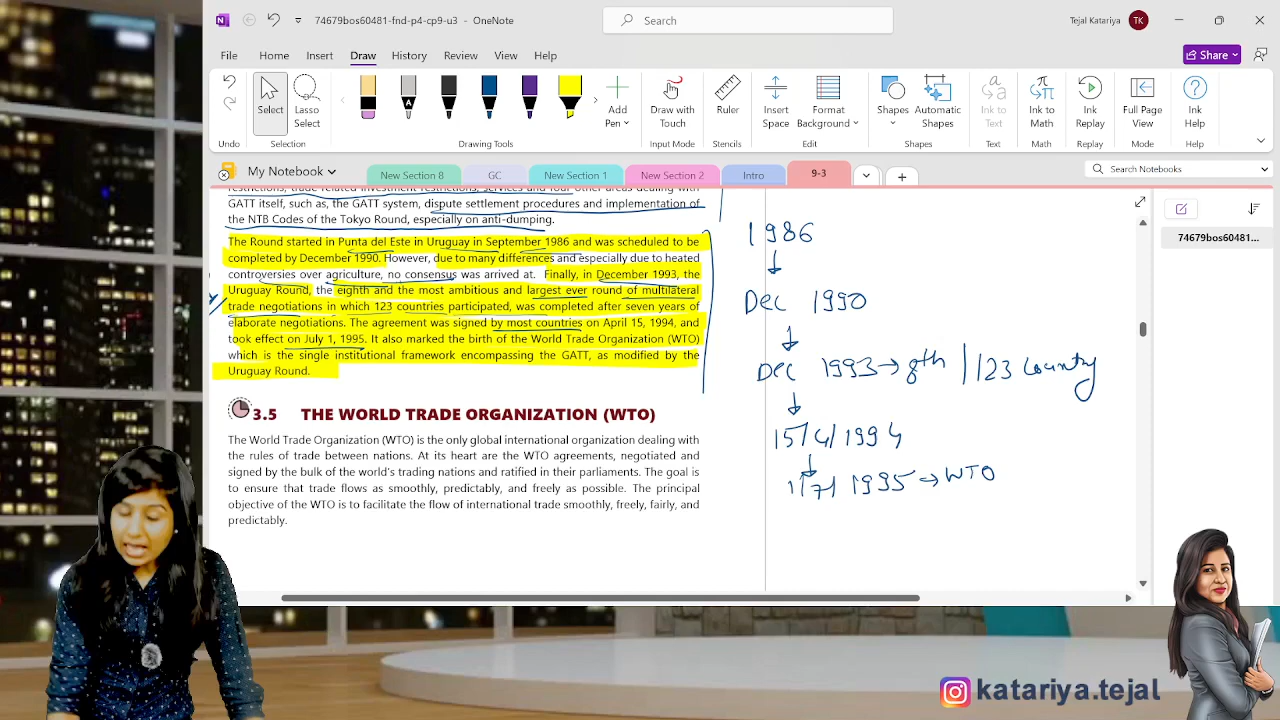 74679bos60481-fnd-p4-cp9-u3 - OneNote
Search
Tejal Katariya
TK
File Home Insert Draw History Review View Help
Share
Select
Lasso Select
Add Pen
Draw with Touch
Ruler
Insert Space
Format Background
Shapes
Automatic Shapes
Ink to Text
Ink to Math
Ink Replay
Full Page View
Ink Help
Undo Selection Drawing Tools Input Mode Stencils Edit Shapes Math Replay Mode Help
My Notebook
New Section 8 GC New Section 1 New Section 2 Intro 9-3
Search Notebooks
74679bos60481...
restrictions, trade related investment restrictions, services and four other areas dealing with
GATT itself, such as, the GATT system, dispute settlement procedures and implementation of
the NTB Codes of the Tokyo Round, especially on anti-dumping.
The Round started in Punta del Este in Uruguay in September 1986 and was scheduled to be
completed by December 1990. However, due to many differences and especially due to heated
controversies over agriculture, no consensus was arrived at. Finally, in December 1993, the
Uruguay Round, the eighth and the most ambitious and largest ever round of multilateral
trade negotiations in which 123 countries participated, was completed after seven years of
elaborate negotiations. The agreement was signed by most countries on April 15, 1994, and
took effect on July 1, 1995. It also marked the birth of the World Trade Organization (WTO)
which is the single institutional framework encompassing the GATT, as modified by the
Uruguay Round.
3.5 THE WORLD TRADE ORGANIZATION (WTO)
The World Trade Organization (WTO) is the only global international organization dealing with
the rules of trade between nations. At its heart are the WTO agreements, negotiated and
signed by the bulk of the world's trading nations and ratified in their parliaments. The goal is
to ensure that trade flows as smoothly, predictably, and freely as possible. The principal
objective of the WTO is to facilitate the flow of international trade smoothly, freely, fairly, and
predictably.
1986
Dec 1990
Dec 1993 → 8th | 123 County
15/4/1994
1/7/1995 → WTO
katariya.tejal